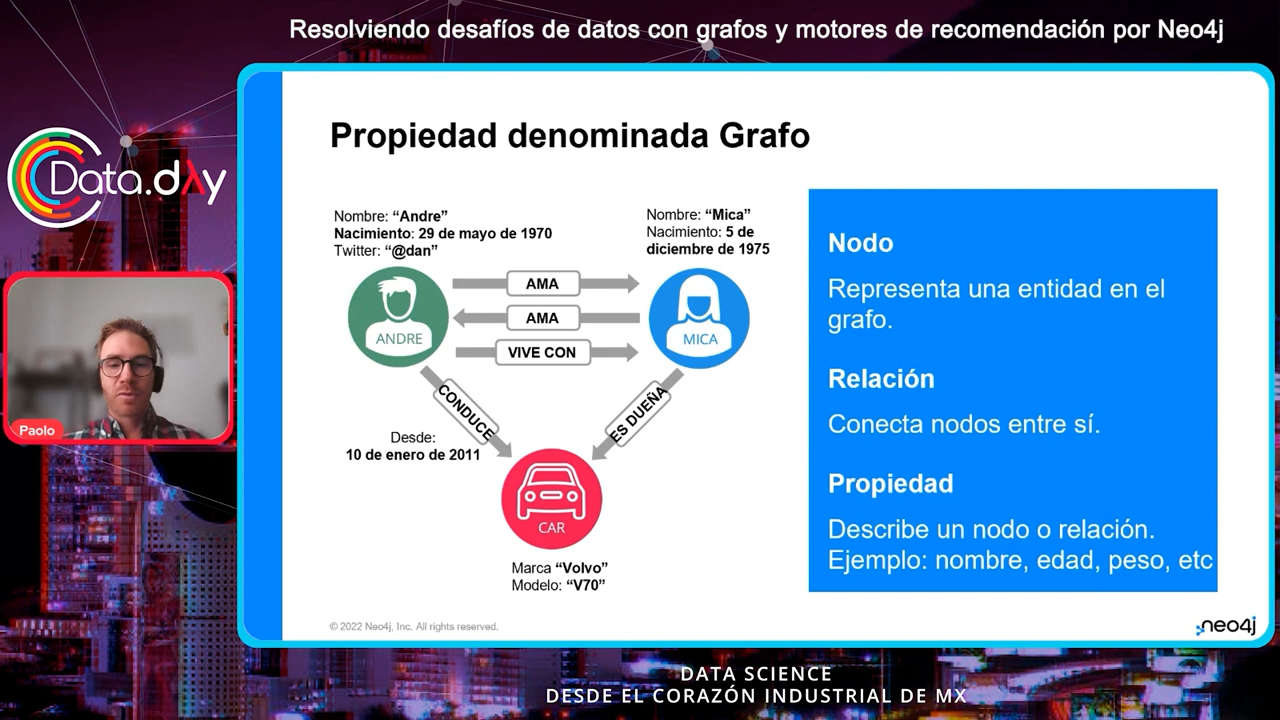 Resolviendo desafíos de datos con grafos y motores de recomendación por Neo4j
Data.dAy
Paolo
Propiedad denominada Grafo
Nombre: “Andre”
Nacimiento: 29 de mayo de 1970
Twitter: “@dan”
Nombre: “Mica”
Nacimiento: 5 de
diciembre de 1975
AMA
AMA
VIVE CON
ANDRE
MICA
CONDUCE
ES DUEÑA
Desde:
10 de enero de 2011
CAR
Marca “Volvo”
Modelo: “V70”
Nodo
Representa una entidad en el
grafo.
Relación
Conecta nodos entre sí.
Propiedad
Describe un nodo o relación.
Ejemplo: nombre, edad, peso, etc
© 2022 Neo4j, Inc. All rights reserved.
neo4j
DATA SCIENCE
DESDE EL CORAZÓN INDUSTRIAL DE MX